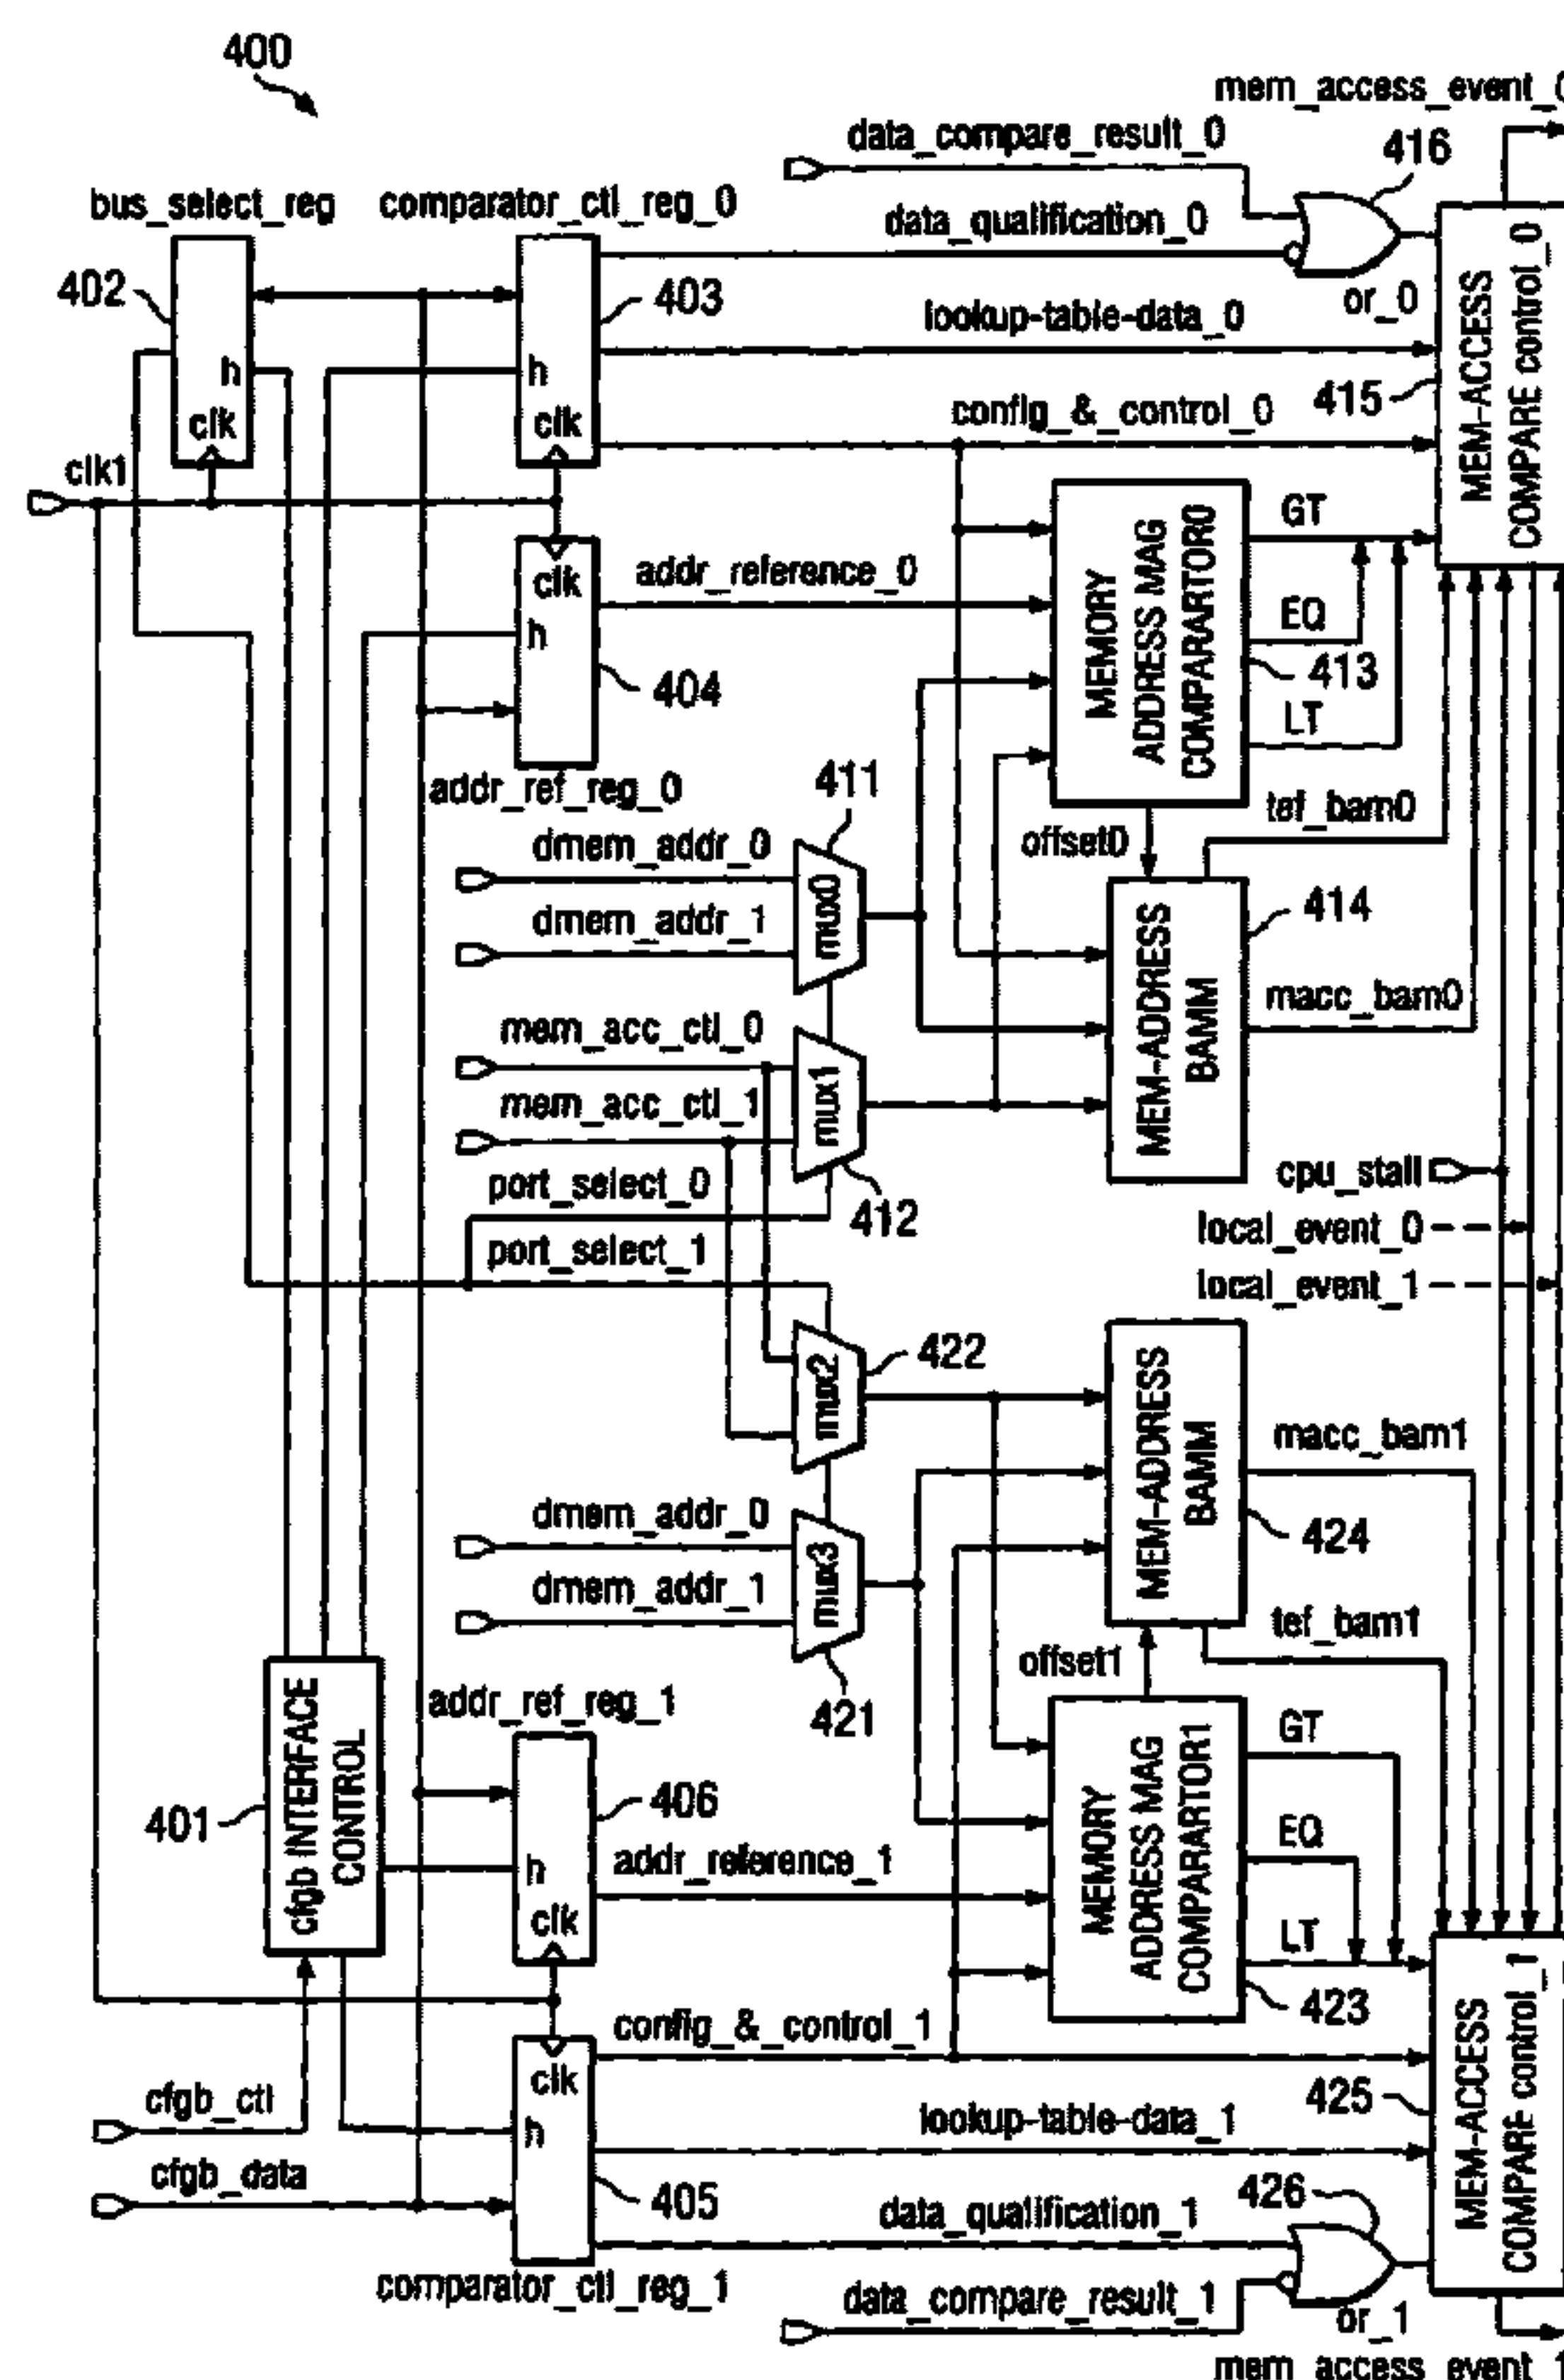 400
mem_access_event_0
data_compare_result_0
416
bus_select_reg
comparator_ctl_reg_0
data_qualification_0
402
403
or_0
lookup-table-data_0
h
h
clk
clk
config_&_control_0
415
MEM-ACCESS
COMPARE control_0
clk1
GT
clk
addr_reference_0
h
EQ
MEMORY
ADDRESS MAG
COMPARARTOR0
413
404
LT
addr_ref_reg_0
411
tef_bam0
offset0
dmem_addr_0
mux0
dmem_addr_1
414
MEM-ADDRESS
BAMM
macc_bam0
mem_acc_ctl_0
mux1
mem_acc_ctl_1
cpu_stall
port_select_0
412
local_event_0
port_select_1
local_event_1
422
mux2
MEM-ADDRESS
BAMM
macc_bam1
dmem_addr_0
424
mux3
dmem_addr_1
tef_bam1
offset1
421
addr_ref_reg_1
GT
cfgb INTERFACE
CONTROL
401
406
MEMORY
ADDRESS MAG
COMPARARTOR1
EQ
addr_reference_1
h
clk
LT
423
config_&_control_1
clk
MEM-ACCESS
COMPARE control_1
cfgb_ctl
h
425
lookup-table-data_1
cfgb_data
405
426
data_qualification_1
comparator_ctl_reg_1
data_compare_result_1
or_1
mem_access_event_1